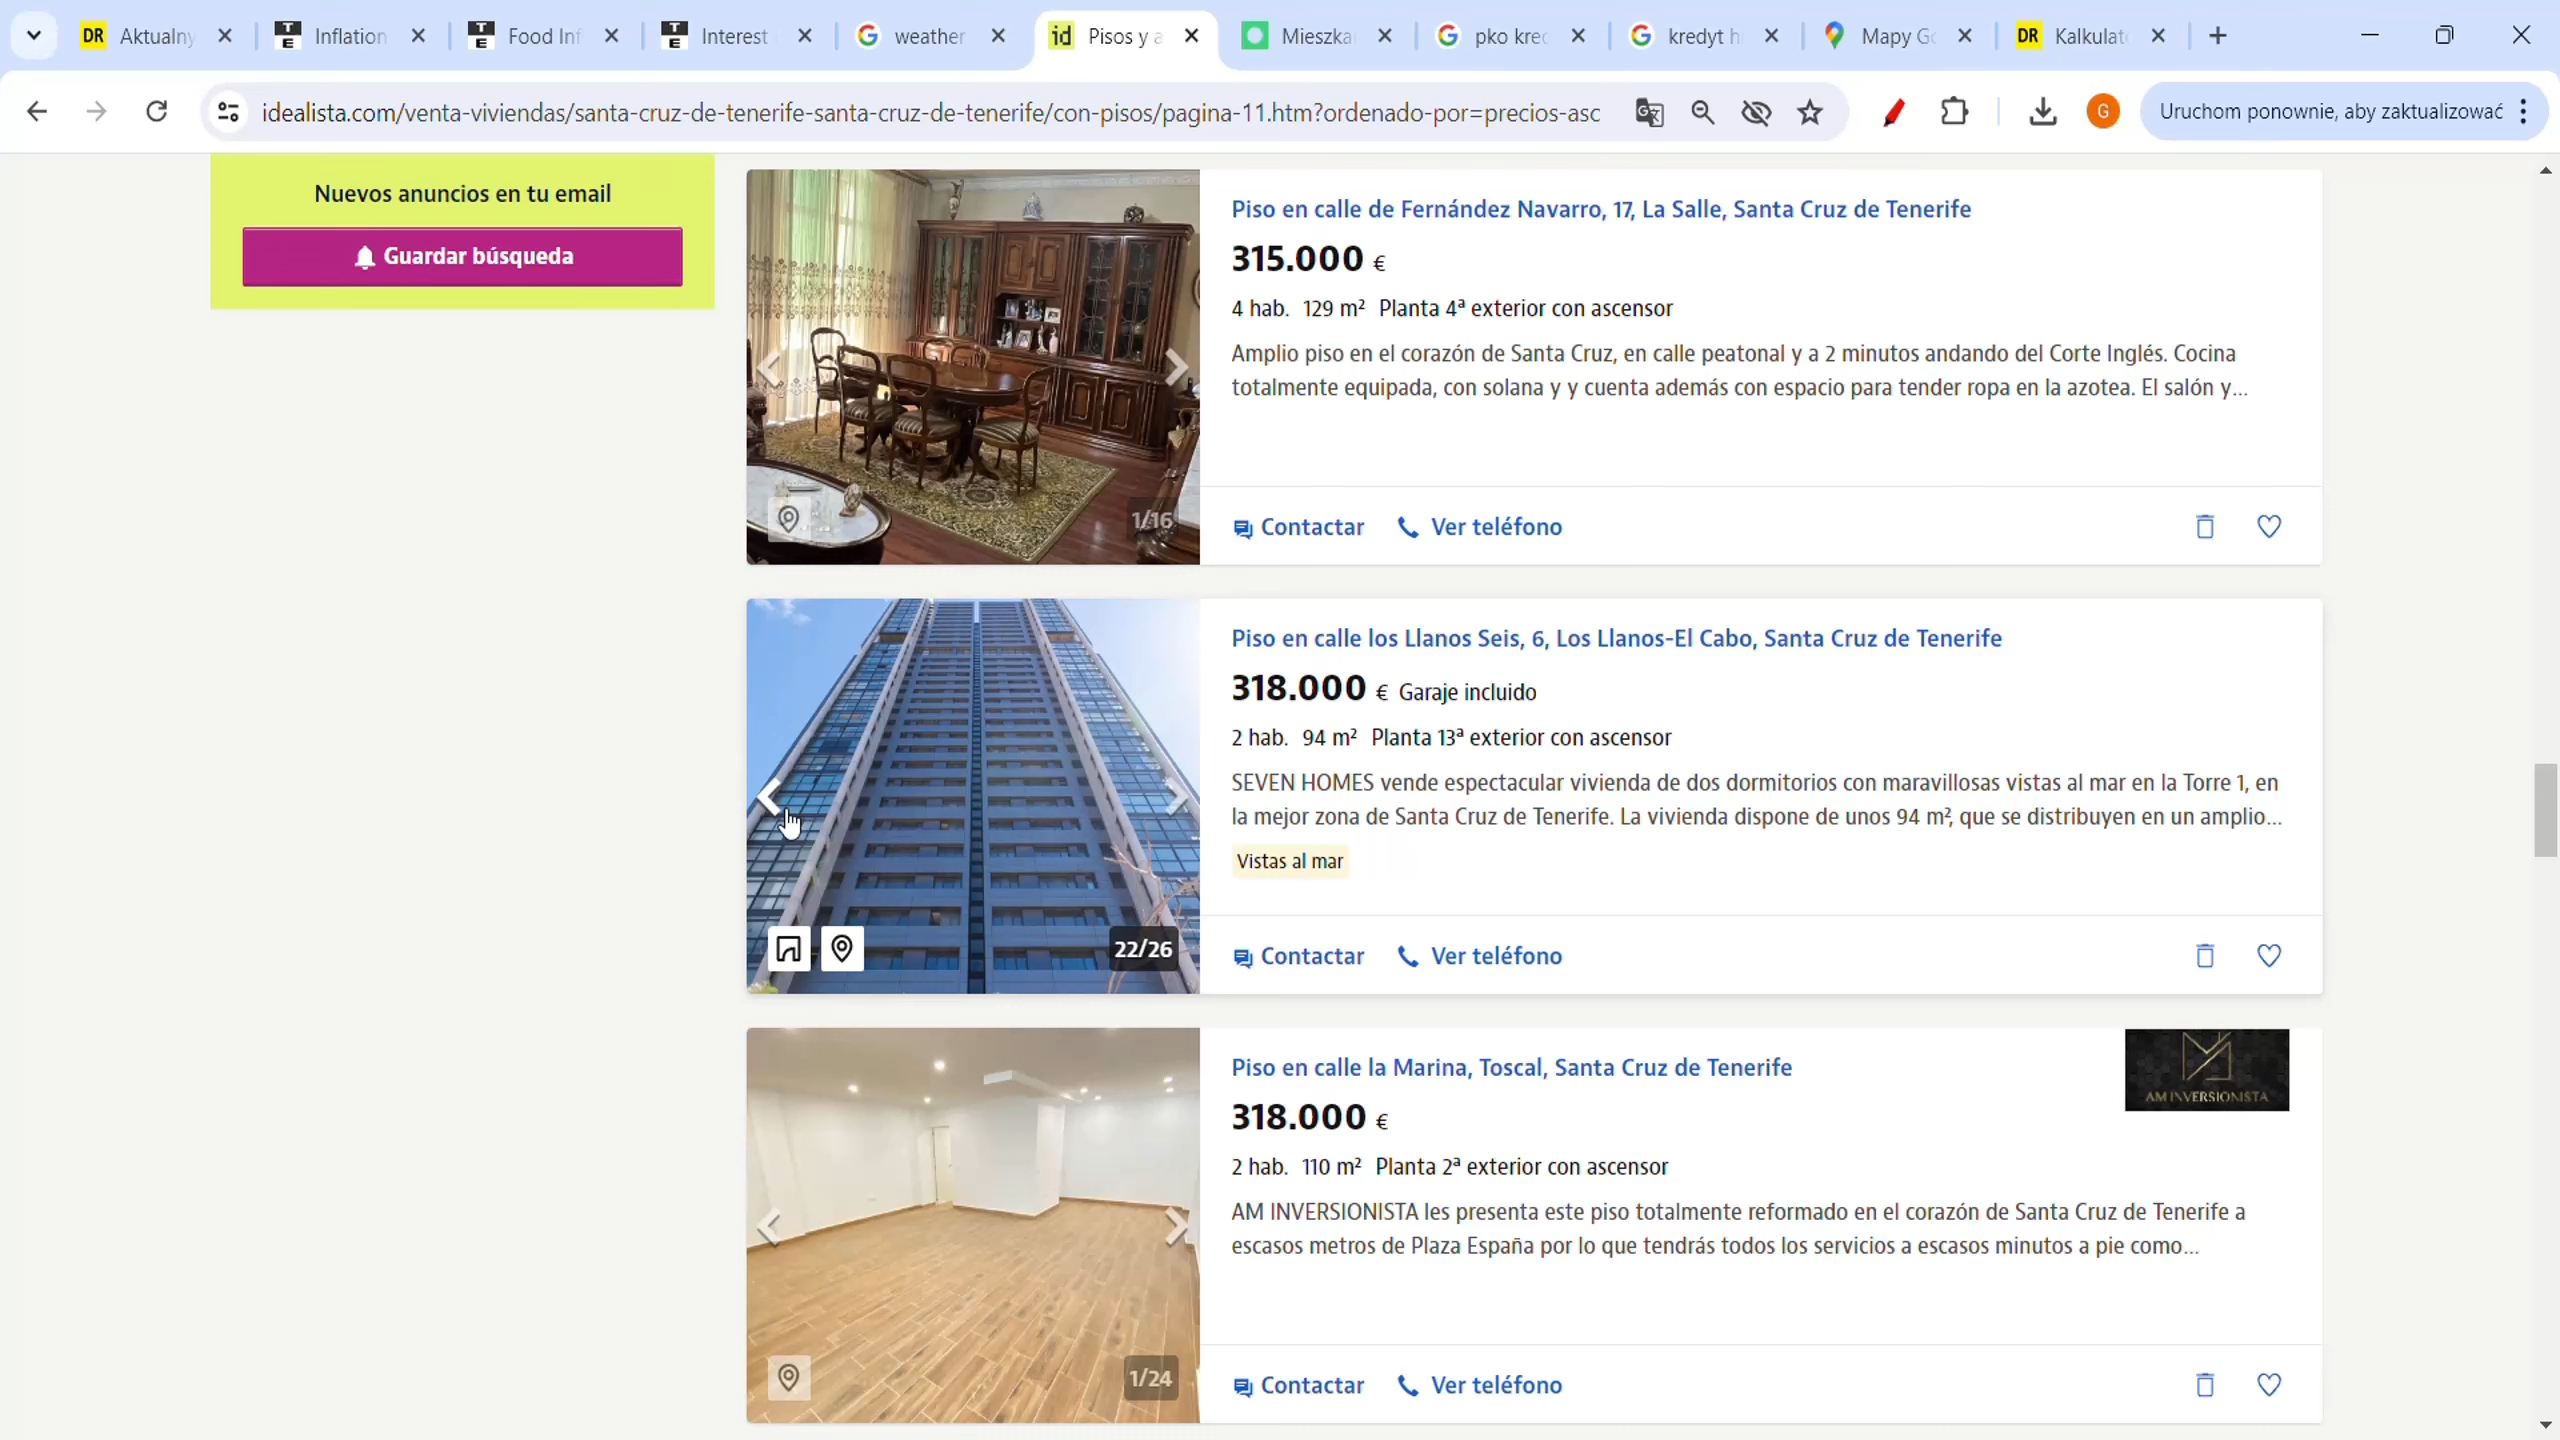 DR Aktualny
Inflation
Food Inf
Interest
weather
id Pisos y a
Mieszka
pko kred
kredyt h
Mapy Go
DR Kalkulat
idealista.com/venta-viviendas/santa-cruz-de-tenerife-santa-cruz-de-tenerife/con-pisos/pagina-11.htm?ordenado-por=precios-asc
G
Uruchom ponownie, aby zaktualizować
Nuevos anuncios en tu email
Guardar búsqueda
1/16
Piso en calle de Fernández Navarro, 17, La Salle, Santa Cruz de Tenerife
315.000 €
4 hab. 129 m² Planta 4ª exterior con ascensor
Amplio piso en el corazón de Santa Cruz, en calle peatonal y a 2 minutos andando del Corte Inglés. Cocina
totalmente equipada, con solana y y cuenta además con espacio para tender ropa en la azotea. El salón y...
Contactar Ver teléfono
22/26
Piso en calle los Llanos Seis, 6, Los Llanos-El Cabo, Santa Cruz de Tenerife
318.000 € Garaje incluido
2 hab. 94 m² Planta 13ª exterior con ascensor
SEVEN HOMES vende espectacular vivienda de dos dormitorios con maravillosas vistas al mar en la Torre 1, en
la mejor zona de Santa Cruz de Tenerife. La vivienda dispone de unos 94 m², que se distribuyen en un amplio...
Vistas al mar
Contactar Ver teléfono
1/24
Piso en calle la Marina, Toscal, Santa Cruz de Tenerife
AM INVERSIONISTA
318.000 €
2 hab. 110 m² Planta 2ª exterior con ascensor
AM INVERSIONISTA les presenta este piso totalmente reformado en el corazón de Santa Cruz de Tenerife a
escasos metros de Plaza España por lo que tendrás todos los servicios a escasos minutos a pie como...
Contactar Ver teléfono